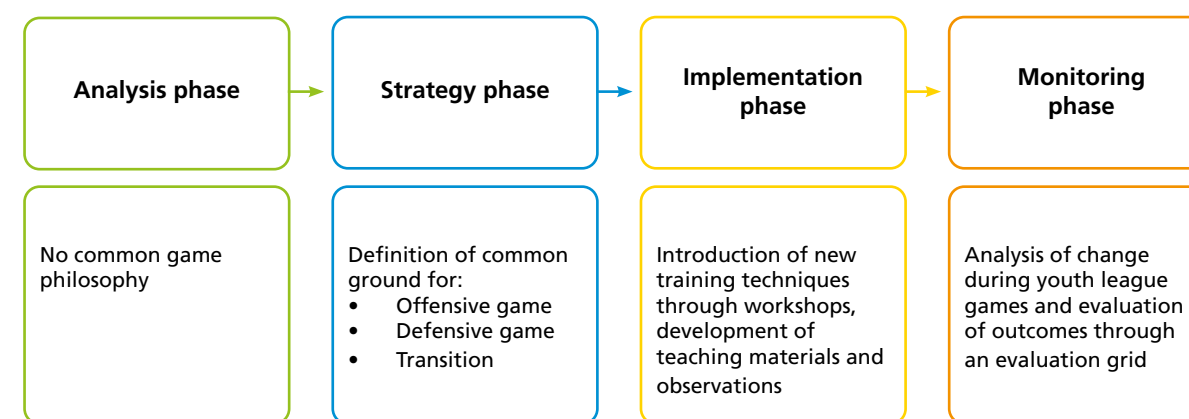 Analysis phase
Strategy phase
Implementation
phase
Monitoring
phase
No common game
philosophy
Definition of common
ground for:
• Offensive game
• Defensive game
• Transition
Introduction of new
training techniques
through workshops,
development of
teaching materials and
observations
Analysis of change
during youth league
games and evaluation
of outcomes through
an evaluation grid